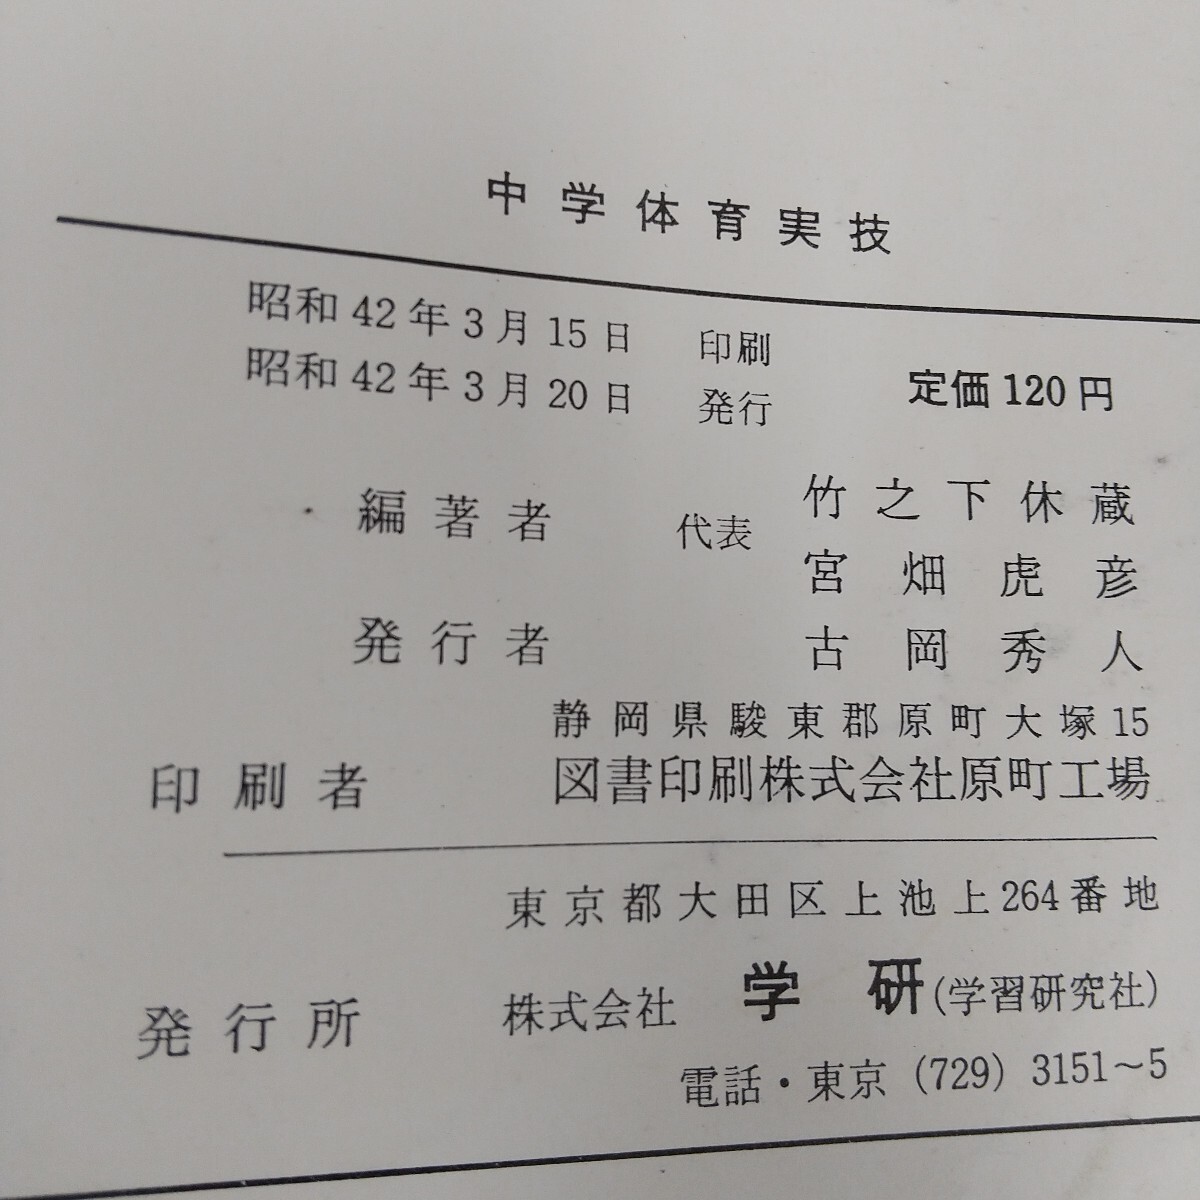 中学体育実技
昭和42年3月15日 印刷
昭和42年3月20日 発行
定価120円
編著者 代表 竹之下休蔵
宮畑虎彦
発行者 古岡秀人
静岡県駿東郡原町大塚15
印刷者 図書印刷株式会社原町工場
東京都大田区上池上264番地
発行所 株式会社 学研(学習研究社)
電話・東京(729)3151~5